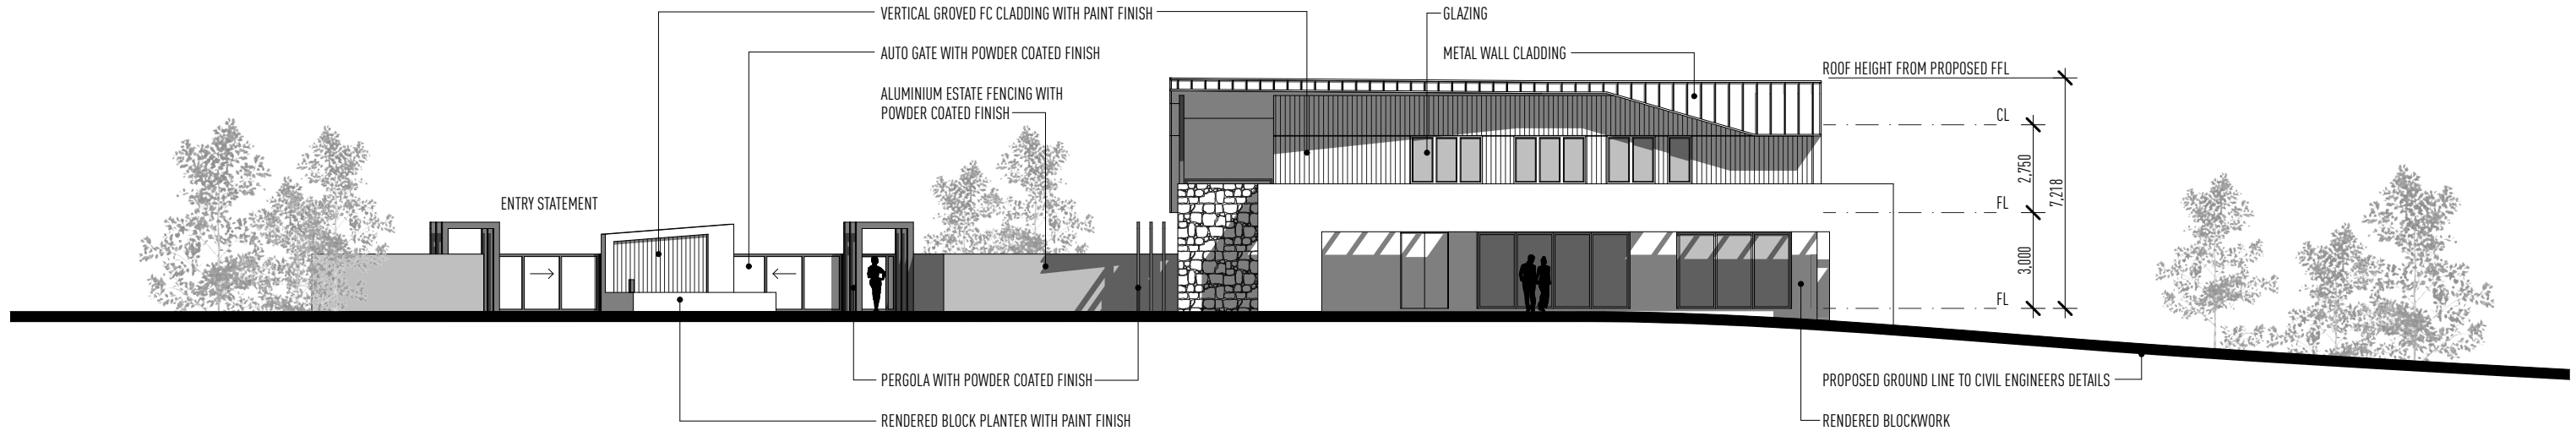 VERTICAL GROVED FC CLADDING WITH PAINT FINISH
GLAZING
AUTO GATE WITH POWDER COATED FINISH
METAL WALL CLADDING
ROOF HEIGHT FROM PROPOSED FFL
ALUMINIUM ESTATE FENCING WITH
POWDER COATED FINISH
CL
2,750
7,218
ENTRY STATEMENT
FL
3,000
FL
PERGOLA WITH POWDER COATED FINISH
PROPOSED GROUND LINE TO CIVIL ENGINEERS DETAILS
RENDERED BLOCK PLANTER WITH PAINT FINISH
RENDERED BLOCKWORK